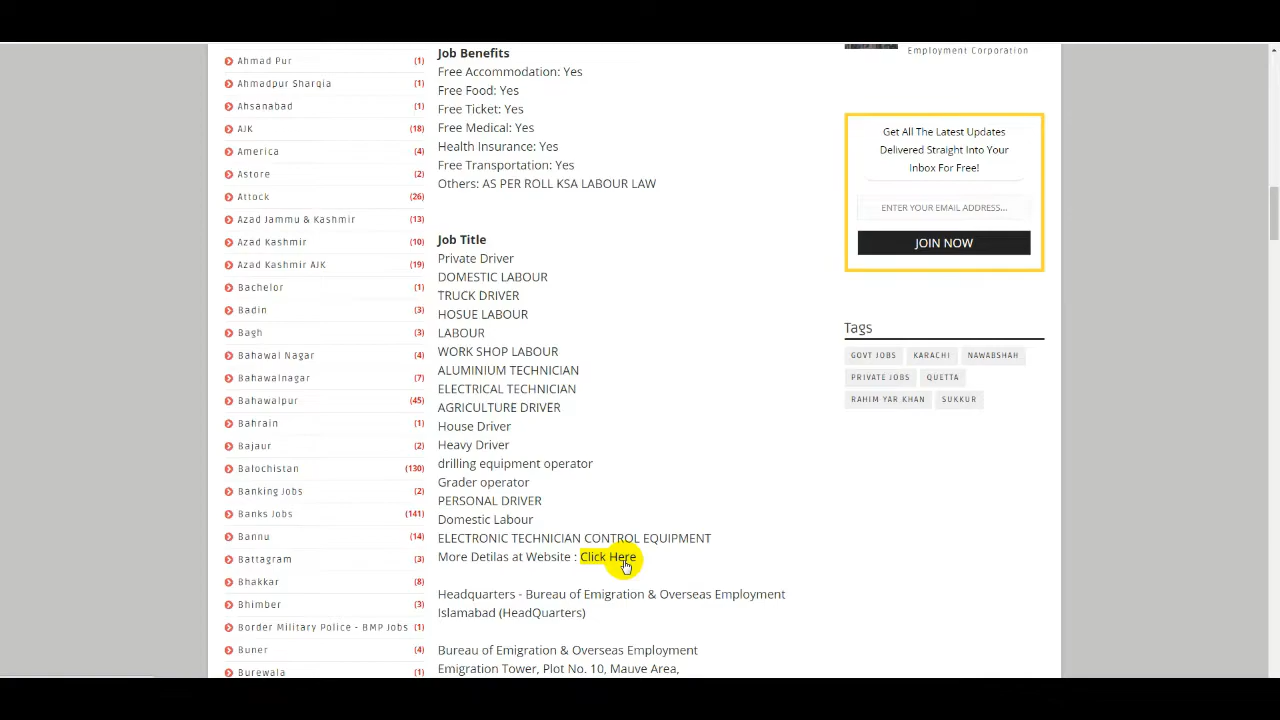 Ahmad Pur (1)
Ahmadpur Sharqia (1)
Ahsanabad (1)
AJK (18)
America (4)
Astore (2)
Attock (26)
Azad Jammu & Kashmir (13)
Azad Kashmir (10)
Azad Kashmir AJK (19)
Bachelor (1)
Badin (3)
Bagh (3)
Bahawal Nagar (4)
Bahawalnagar (7)
Bahawalpur (45)
Bahrain (1)
Bajaur (2)
Balochistan (130)
Banking Jobs (2)
Banks Jobs (141)
Bannu (14)
Battagram (3)
Bhakkar (8)
Bhimber (3)
Border Military Police - BMP Jobs (1)
Buner (4)
Burewala (1)
Job Benefits
Free Accommodation: Yes
Free Food: Yes
Free Ticket: Yes
Free Medical: Yes
Health Insurance: Yes
Free Transportation: Yes
Others: AS PER ROLL KSA LABOUR LAW
Job Title
Private Driver
DOMESTIC LABOUR
TRUCK DRIVER
HOSUE LABOUR
LABOUR
WORK SHOP LABOUR
ALUMINIUM TECHNICIAN
ELECTRICAL TECHNICIAN
AGRICULTURE DRIVER
House Driver
Heavy Driver
drilling equipment operator
Grader operator
PERSONAL DRIVER
Domestic Labour
ELECTRONIC TECHNICIAN CONTROL EQUIPMENT
More Detilas at Website : Click Here
Headquarters - Bureau of Emigration & Overseas Employment
Islamabad (HeadQuarters)
Bureau of Emigration & Overseas Employment
Emigration Tower, Plot No. 10, Mauve Area,
Employment Corporation
Get All The Latest Updates
Delivered Straight Into Your
Inbox For Free!
ENTER YOUR EMAIL ADDRESS...
JOIN NOW
Tags
GOVT JOBS KARACHI NAWABSHAH
PRIVATE JOBS QUETTA
RAHIM YAR KHAN SUKKUR